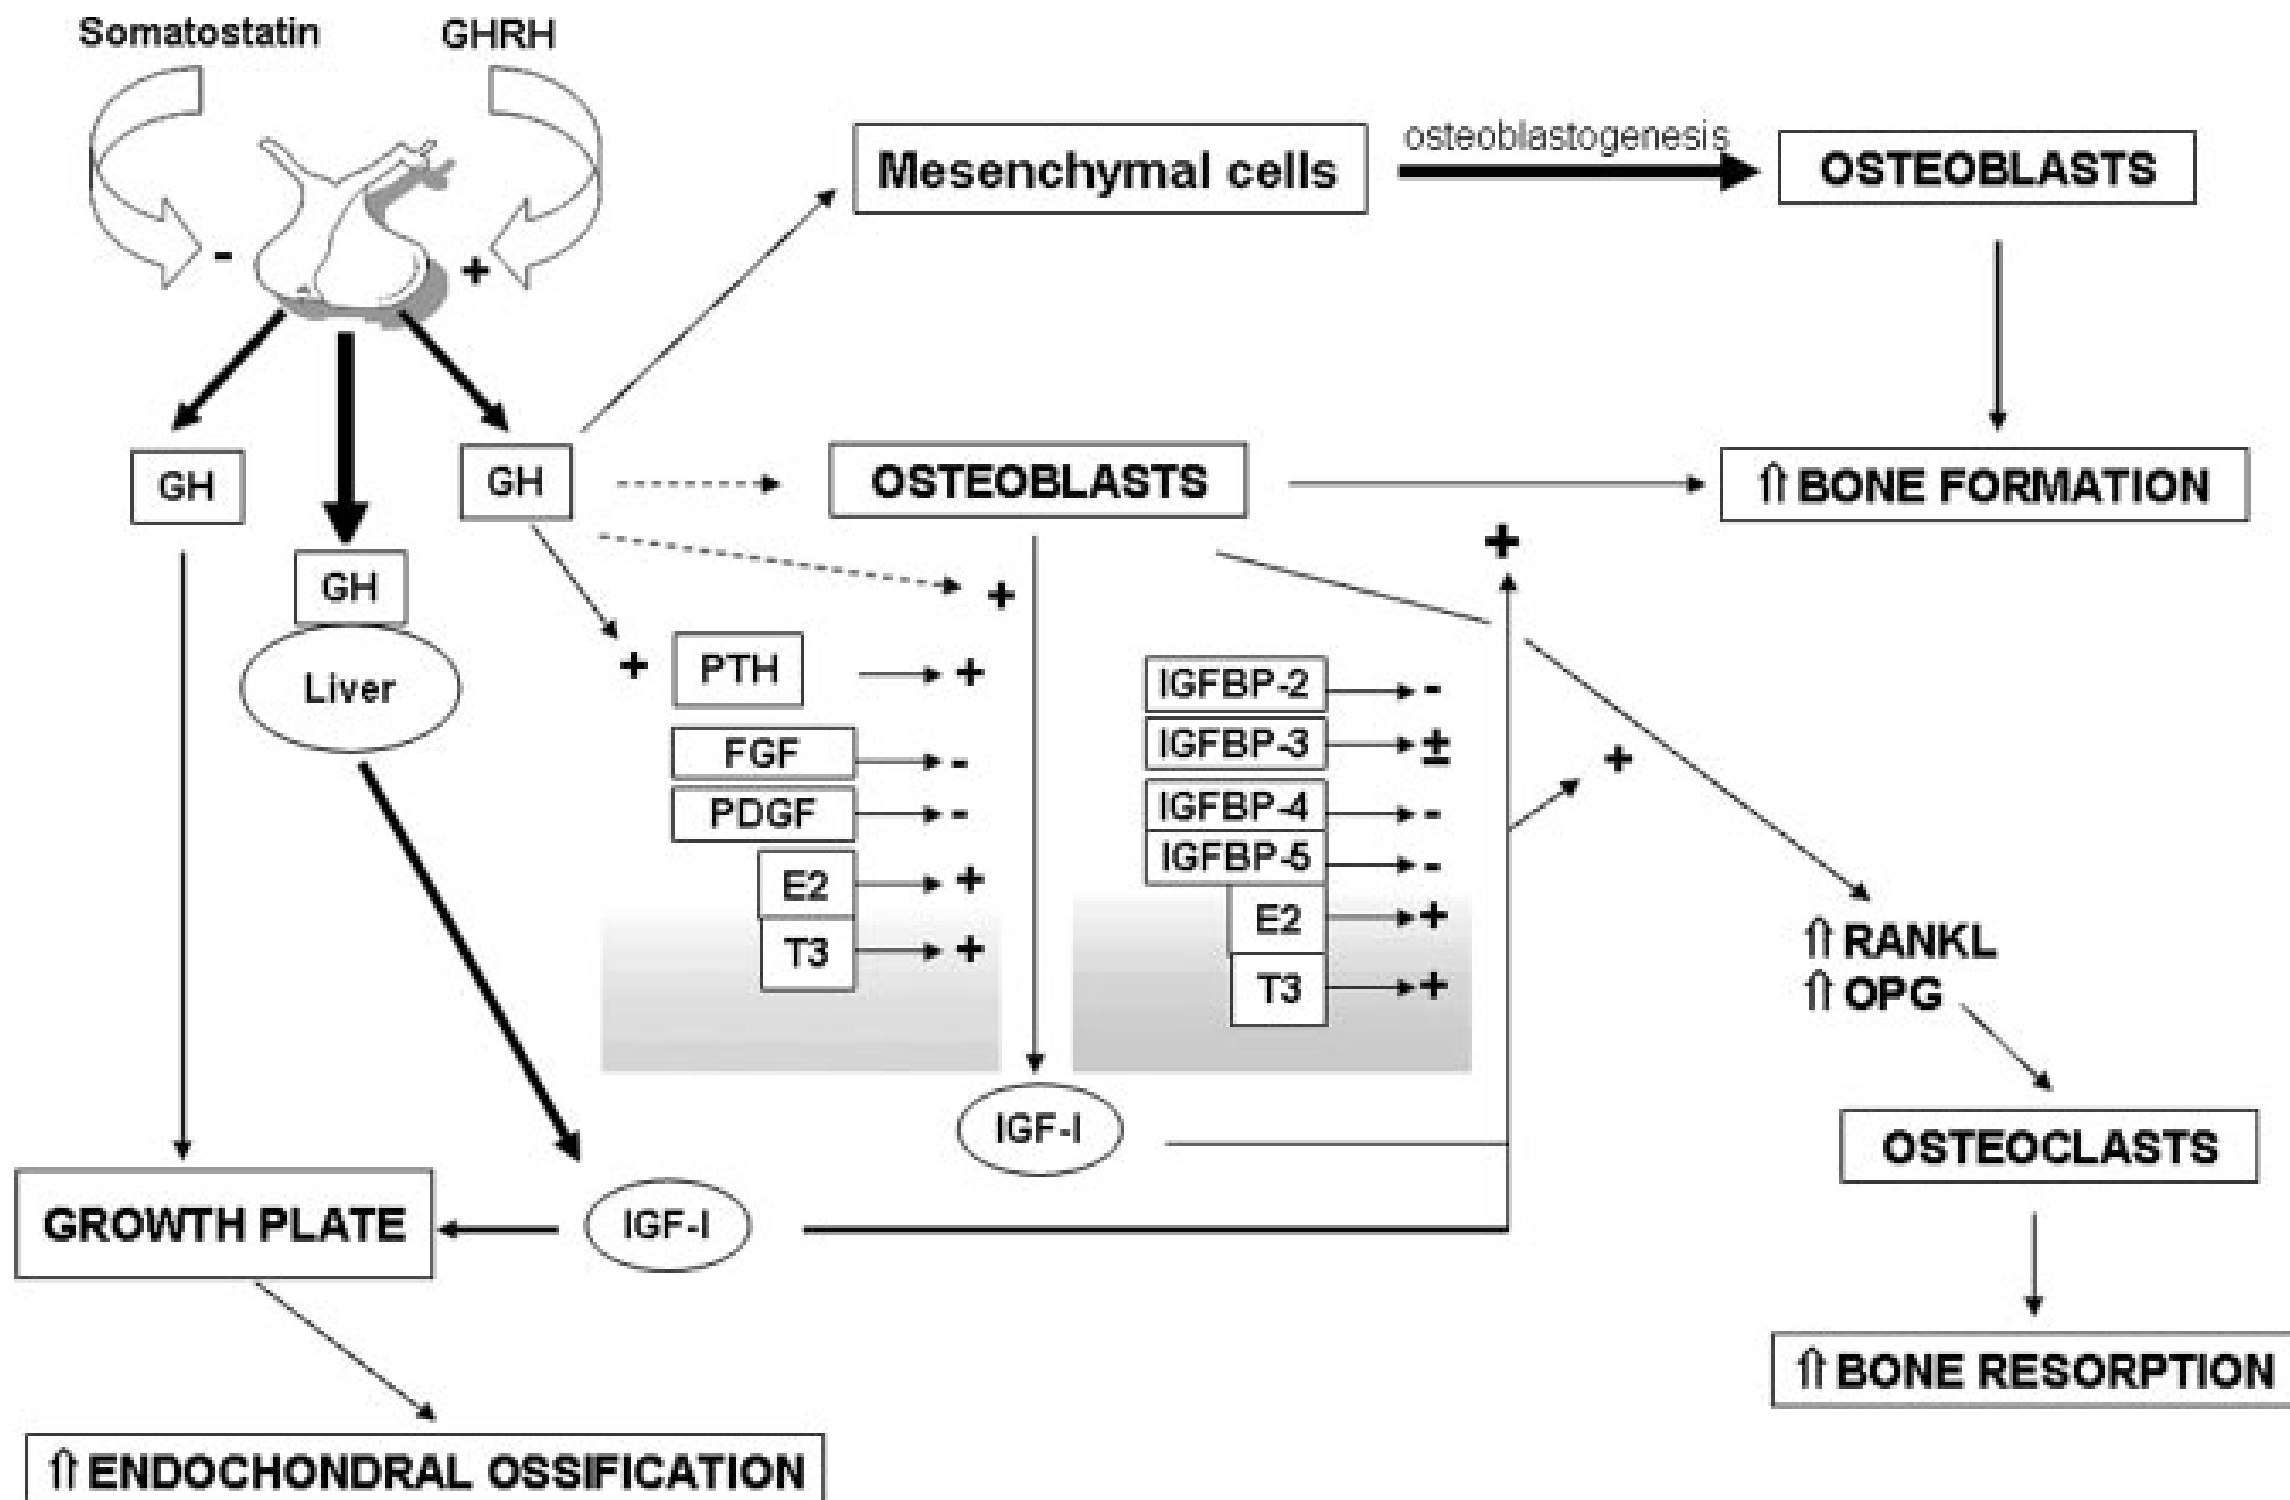 Somatostatin
GHRH
-
+
Mesenchymal cells
osteoblastogenesis
OSTEOBLASTS
GH
GH
GH
Liver
OSTEOBLASTS
⇑ BONE FORMATION
+
+
+
PTH
+
FGF
-
PDGF
-
E2
+
T3
+
IGFBP-2
-
IGFBP-3
±
IGFBP-4
-
IGFBP-5
-
E2
+
T3
+
+
⇑ RANKL
⇑ OPG
IGF-I
OSTEOCLASTS
GROWTH PLATE
IGF-I
⇑ BONE RESORPTION
⇑ ENDOCHONDRAL OSSIFICATION